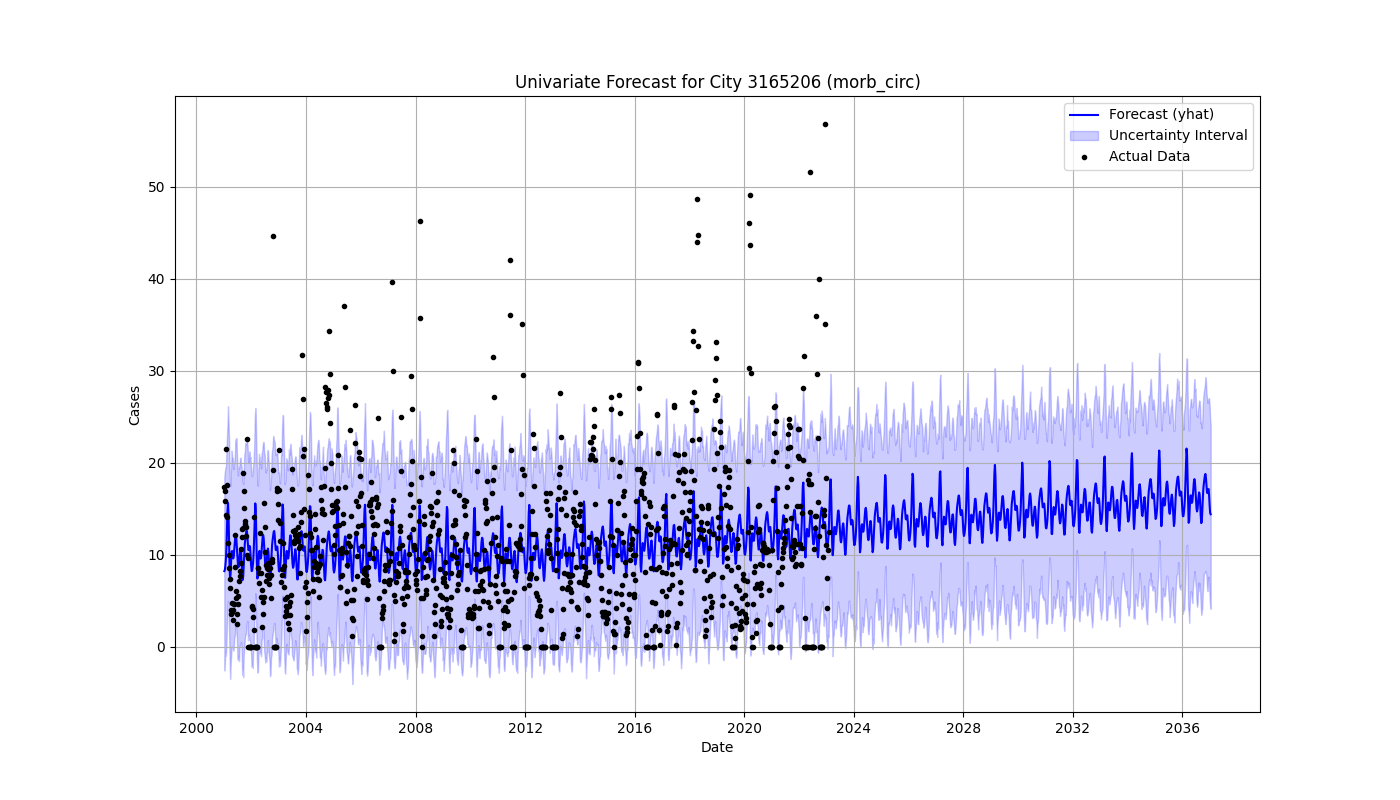 Univariate Forecast for City 3165206 (morb_circ)
Forecast (yhat)
Uncertainty Interval
Actual Data
Cases
50
40
30
20
10
0
2000 2004 2008 2012 2016 2020 2024 2028 2032 2036
Date